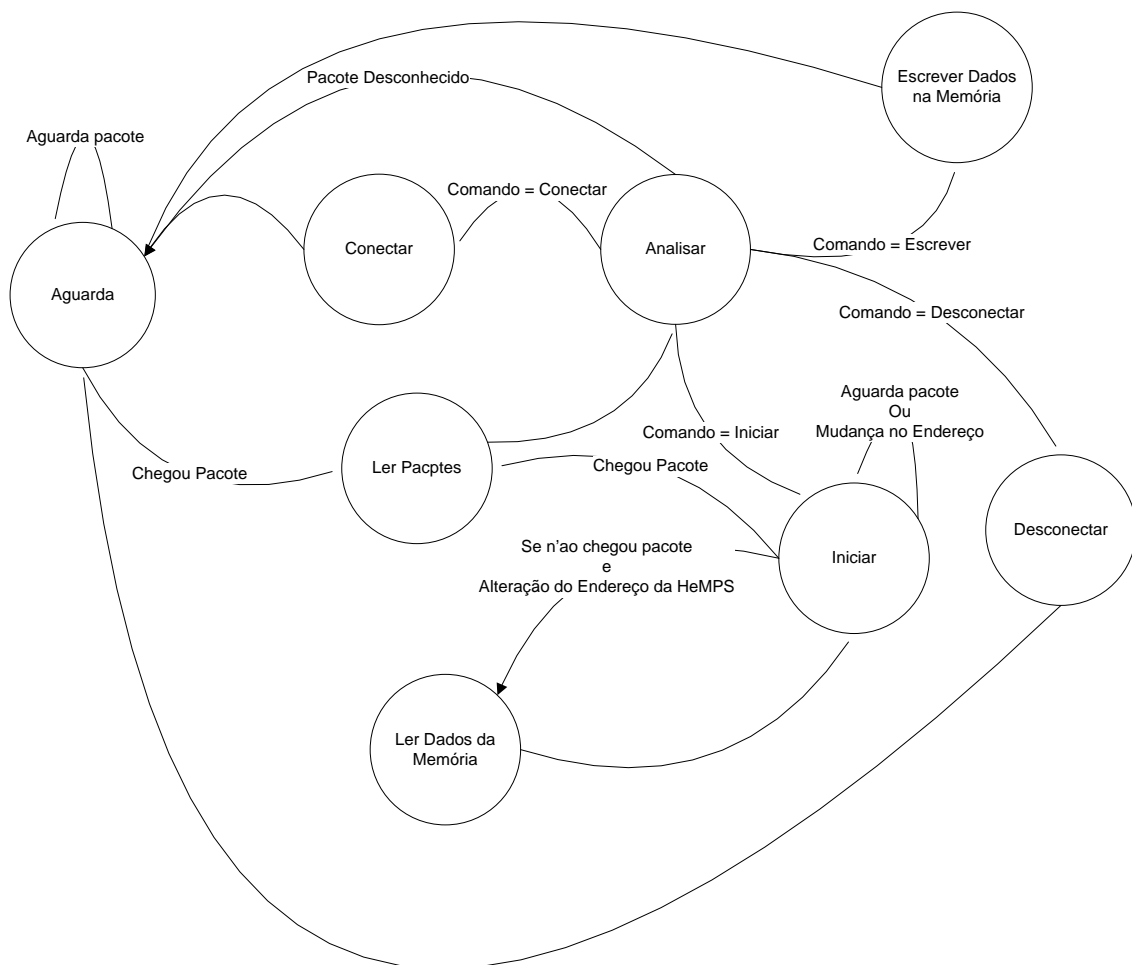 Escrever Dados
na Memória
Pacote Desconhecido
Aguarda pacote
Comando = Conectar
Conectar
Analisar
Comando = Escrever
Aguarda
Comando = Desconectar
Aguarda pacote
Ou
Mudança no Endereço
Comando = Iniciar
Ler Pacptes
Chegou Pacote
Chegou Pacote
Desconectar
Se n'ao chegou pacote
e
Alteração do Endereço da HeMPS
Iniciar
Ler Dados da
Memória